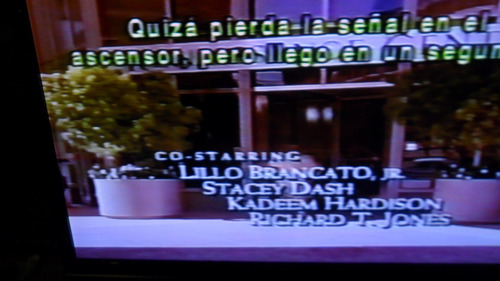 Quizá pierda la señal en el
ascensor, pero llego en un
CO-STARRING
LILLO BRANCATO, JR.
STACEY DASH
KADEEM HARDISON
RICHARD T. JONES